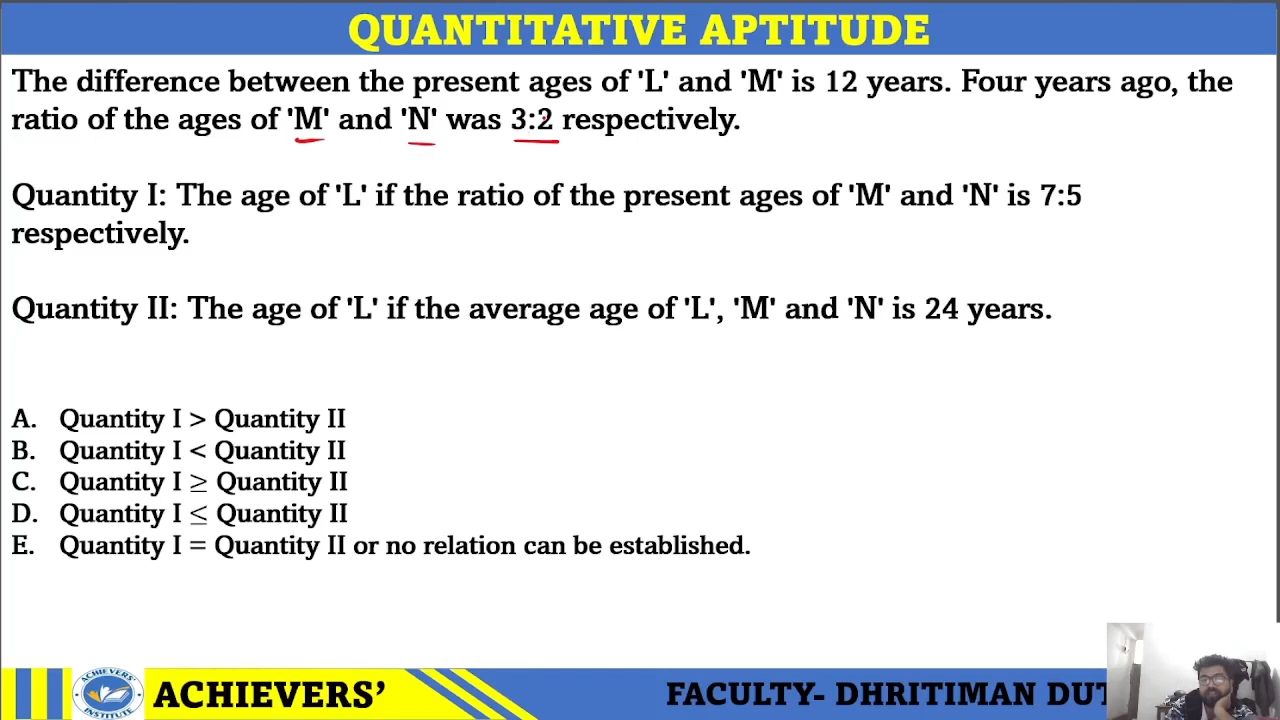 QUANTITATIVE APTITUDE
The difference between the present ages of 'L' and 'M' is 12 years. Four years ago, the
ratio of the ages of 'M' and 'N' was 3:2 respectively.
Quantity I: The age of 'L' if the ratio of the present ages of 'M' and 'N' is 7:5
respectively.
Quantity II: The age of 'L' if the average age of 'L', 'M' and 'N' is 24 years.
A. Quantity I > Quantity II
B. Quantity I < Quantity II
C. Quantity I ≥ Quantity II
D. Quantity I ≤ Quantity II
E. Quantity I = Quantity II or no relation can be established.
ACHIEVERS'
INSTITUTE
ACHIEVERS’
FACULTY- DHRITIMAN DUT